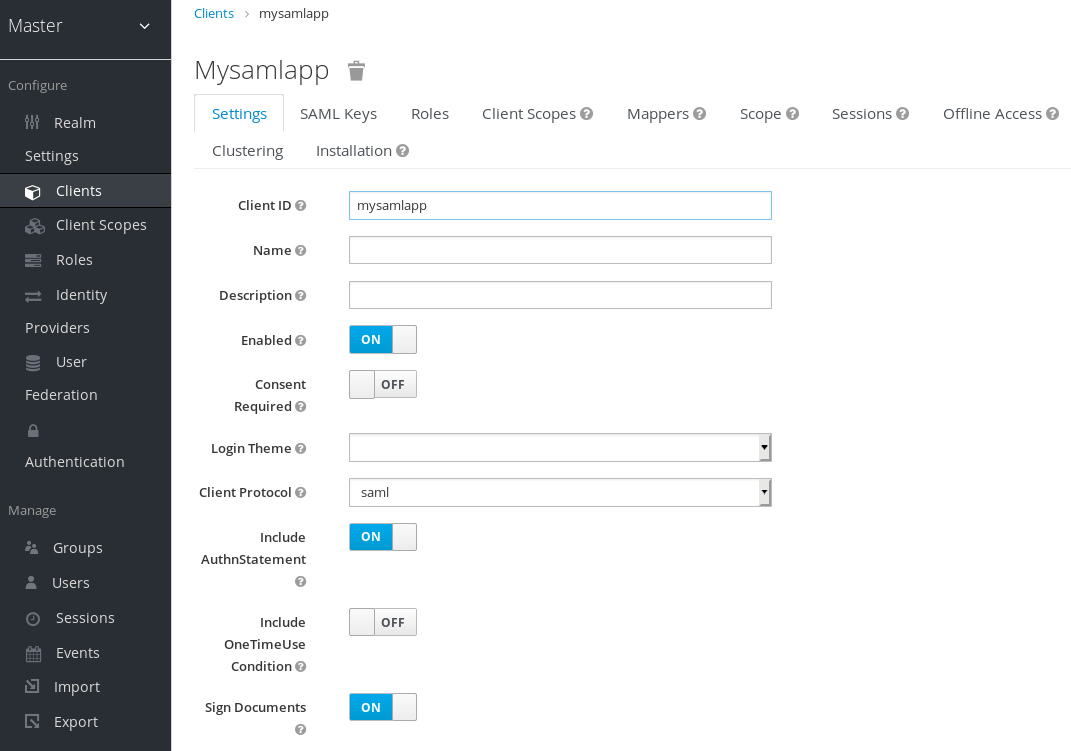 Master
Configure
Realm
Settings
Clients
Client Scopes
Roles
Identity
Providers
User
Federation
Authentication
Manage
Groups
Users
Sessions
Events
Import
Export
Clients > mysamlapp
Mysamlapp
Settings SAML Keys Roles Client Scopes Mappers Scope Sessions Offline Access
Clustering Installation
Client ID mysamlapp
Name
Description
Enabled ON
Consent OFF
Required
Login Theme
Client Protocol saml
Include ON
AuthnStatement
Include OFF
OneTimeUse
Condition
Sign Documents ON